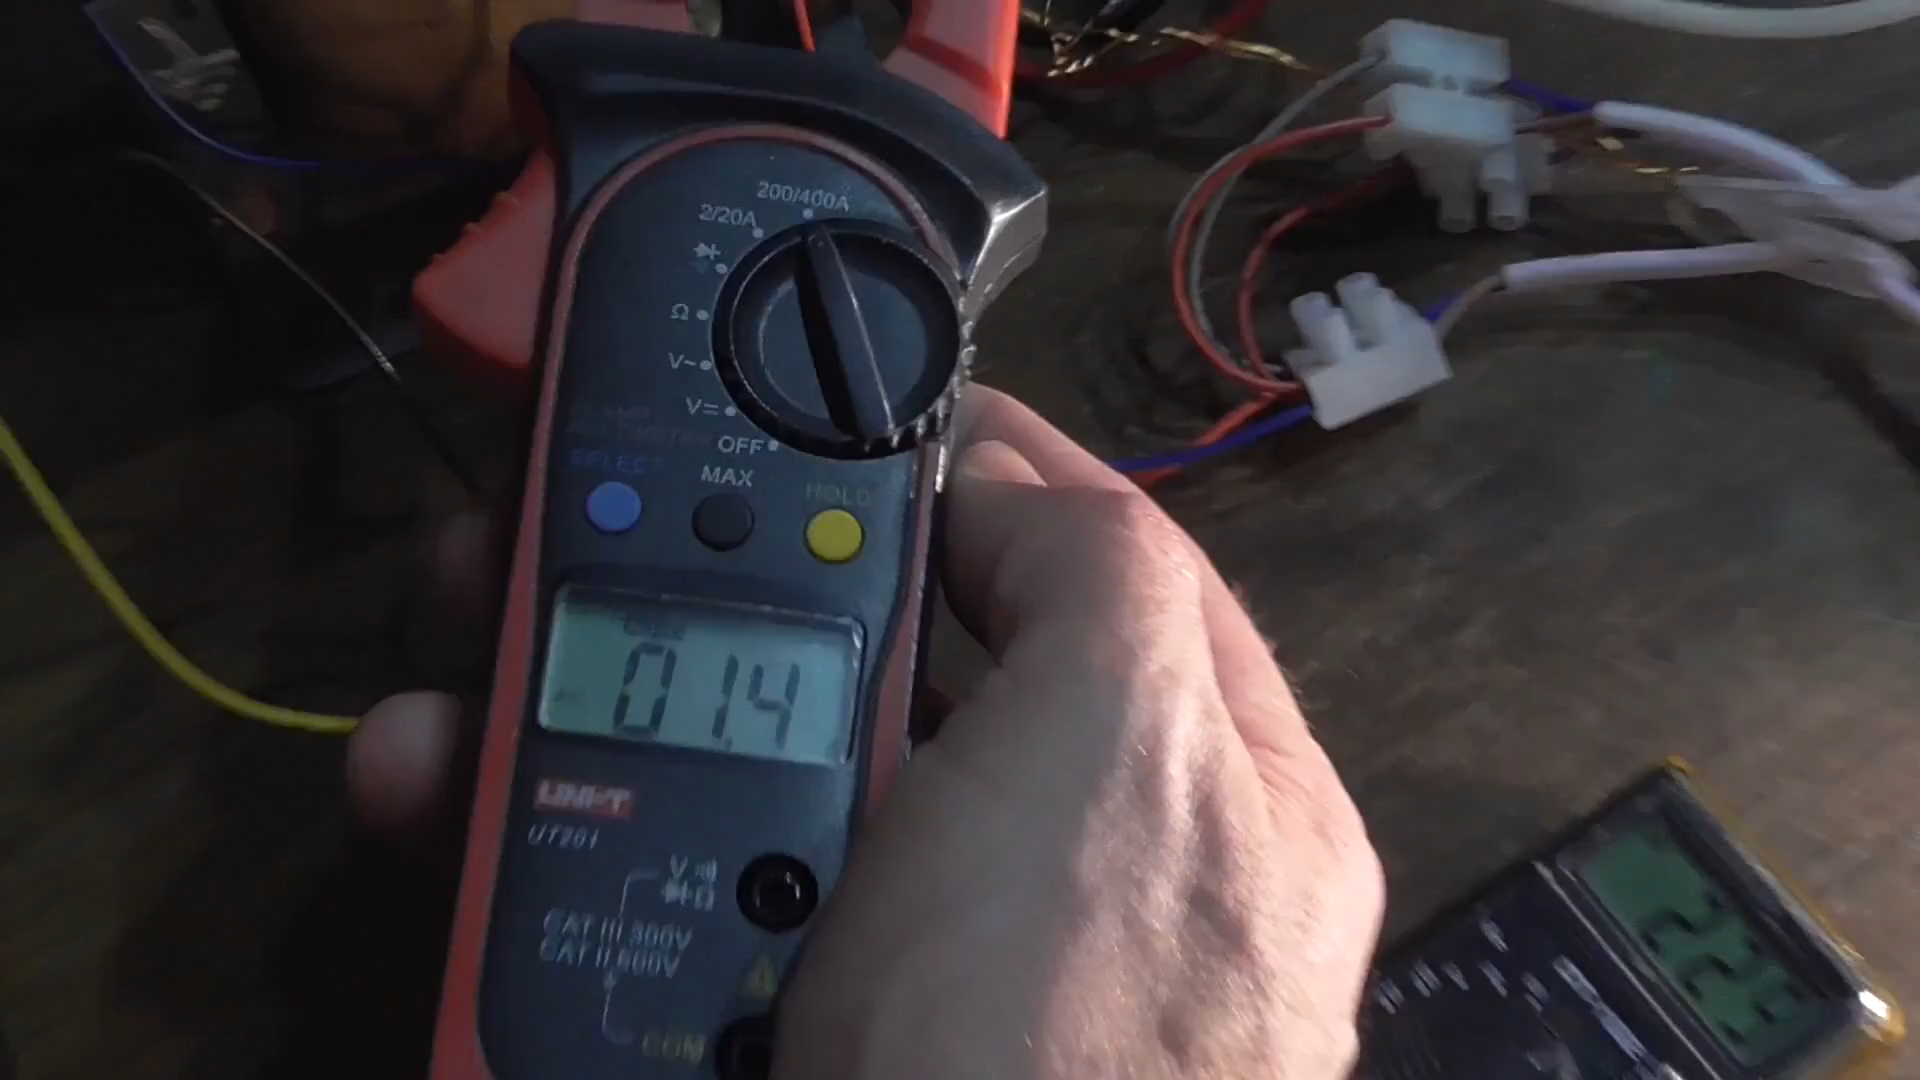 200/400A
2/20A
Ω
V~
V=
OFF
SELECT
MAX
HOLD
01.4
UNI-T
UT201
V
Ω
CAT III 300V
CAT II 600V
COM